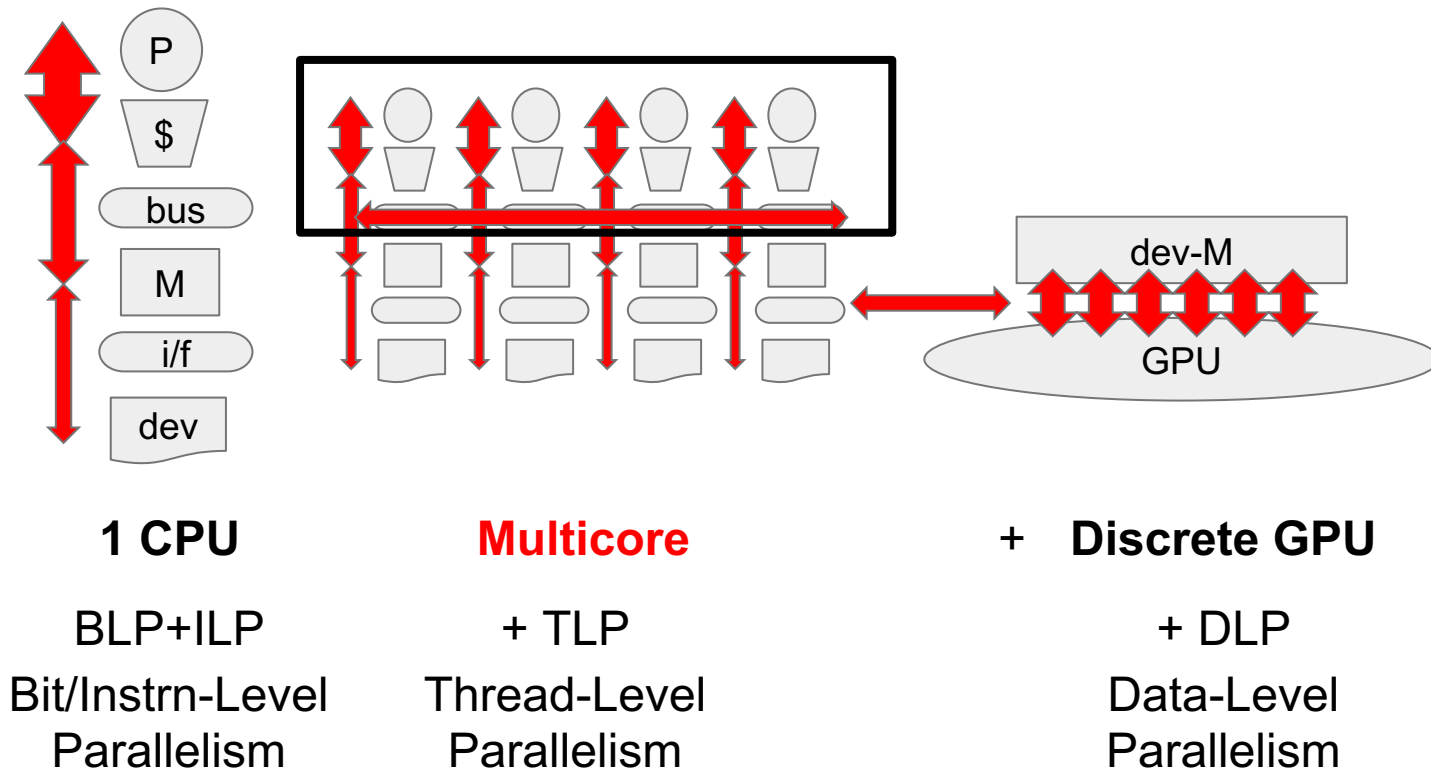 P
$
bus
M
i/f
dev
dev-M
GPU
1 CPU
Multicore
+ Discrete GPU
BLP+ILP
+ TLP
+ DLP
Bit/Instrn-Level
Parallelism
Thread-Level
Parallelism
Data-Level
Parallelism